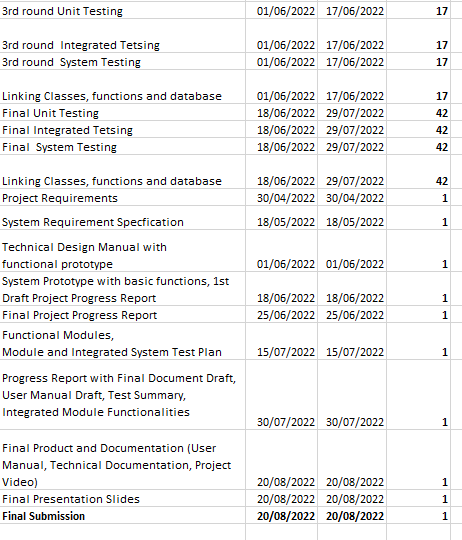 3rd round Unit Testing 01/06/2022 17/06/2022 17
3rd round Integrated Tetsing 01/06/2022 17/06/2022 17
3rd round System Testing 01/06/2022 17/06/2022 17
Linking Classes, functions and database 01/06/2022 17/06/2022 17
Final Unit Testing 18/06/2022 29/07/2022 42
Final Integrated Tetsing 18/06/2022 29/07/2022 42
Final System Testing 18/06/2022 29/07/2022 42
Linking Classes, functions and database 18/06/2022 29/07/2022 42
Project Requirements 30/04/2022 30/04/2022 1
System Requirement Specfication 18/05/2022 18/05/2022 1
Technical Design Manual with
functional prototype 01/06/2022 01/06/2022 1
System Prototype with basic functions, 1st
Draft Project Progress Report 18/06/2022 18/06/2022 1
Final Project Progress Report 25/06/2022 25/06/2022 1
Functional Modules,
Module and Integrated System Test Plan 15/07/2022 15/07/2022 1
Progress Report with Final Document Draft,
User Manual Draft, Test Summary,
Integrated Module Functionalities
30/07/2022 30/07/2022 1
Final Product and Documentation (User
Manual, Technical Documentation, Project
Video) 20/08/2022 20/08/2022 1
Final Presentation Slides 20/08/2022 20/08/2022 1
Final Submission 20/08/2022 20/08/2022 1